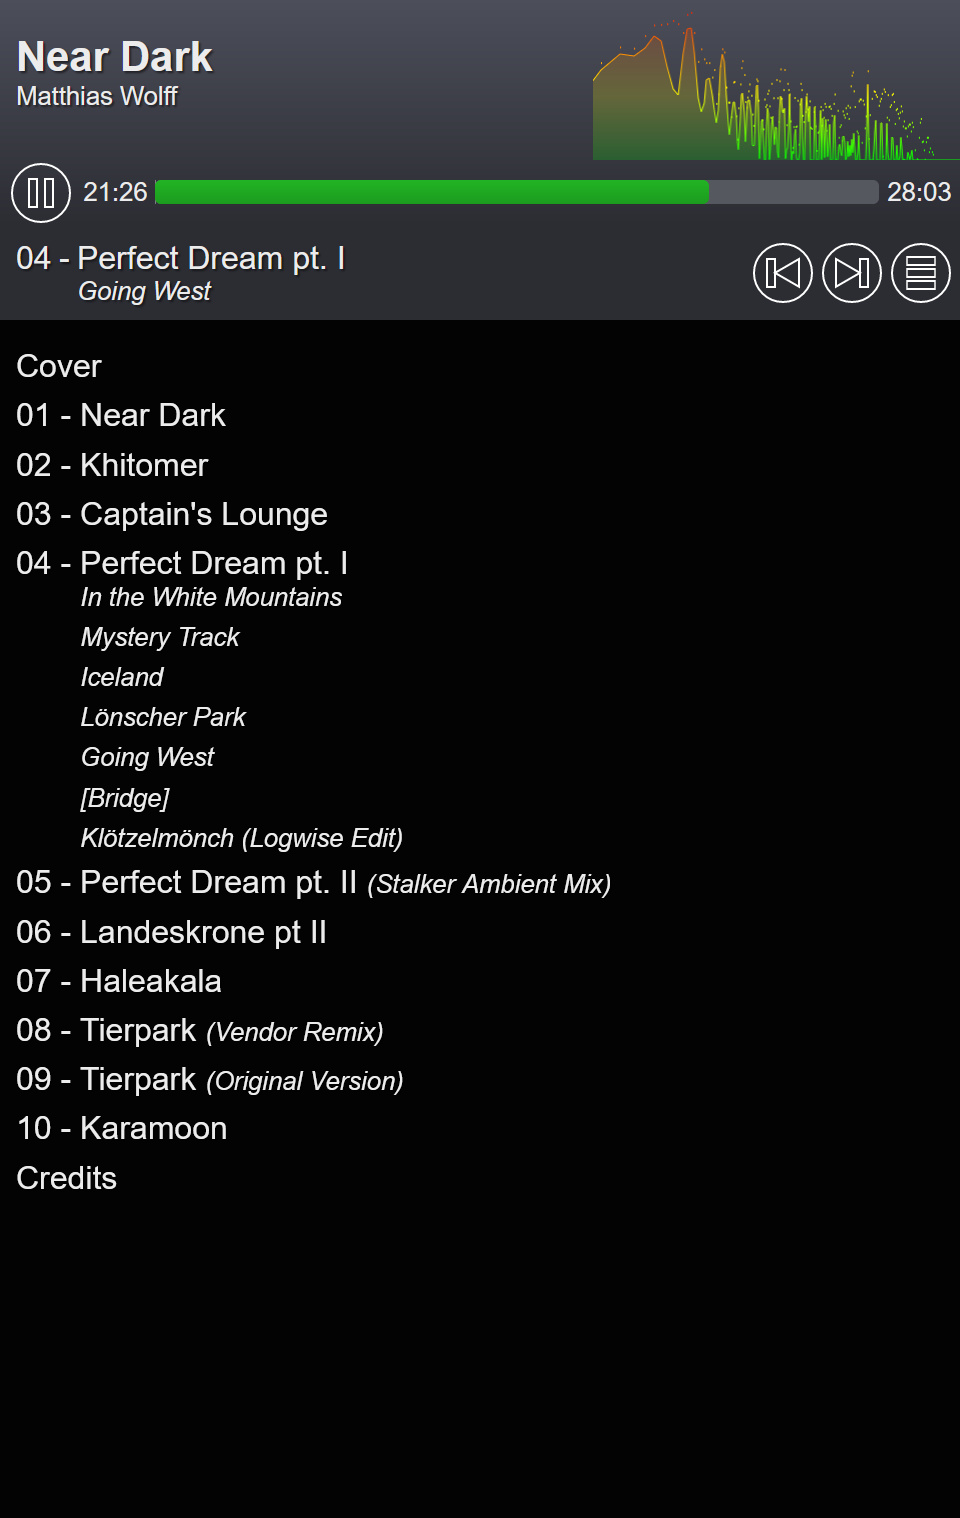 Near Dark
Matthias Wolff
21:26 28:03
04 - Perfect Dream pt. I
Going West
Cover
01 - Near Dark
02 - Khitomer
03 - Captain's Lounge
04 - Perfect Dream pt. I
In the White Mountains
Mystery Track
Iceland
Lönscher Park
Going West
[Bridge]
Klötzelmönch (Logwise Edit)
05 - Perfect Dream pt. II (Stalker Ambient Mix)
06 - Landeskrone pt II
07 - Haleakala
08 - Tierpark (Vendor Remix)
09 - Tierpark (Original Version)
10 - Karamoon
Credits